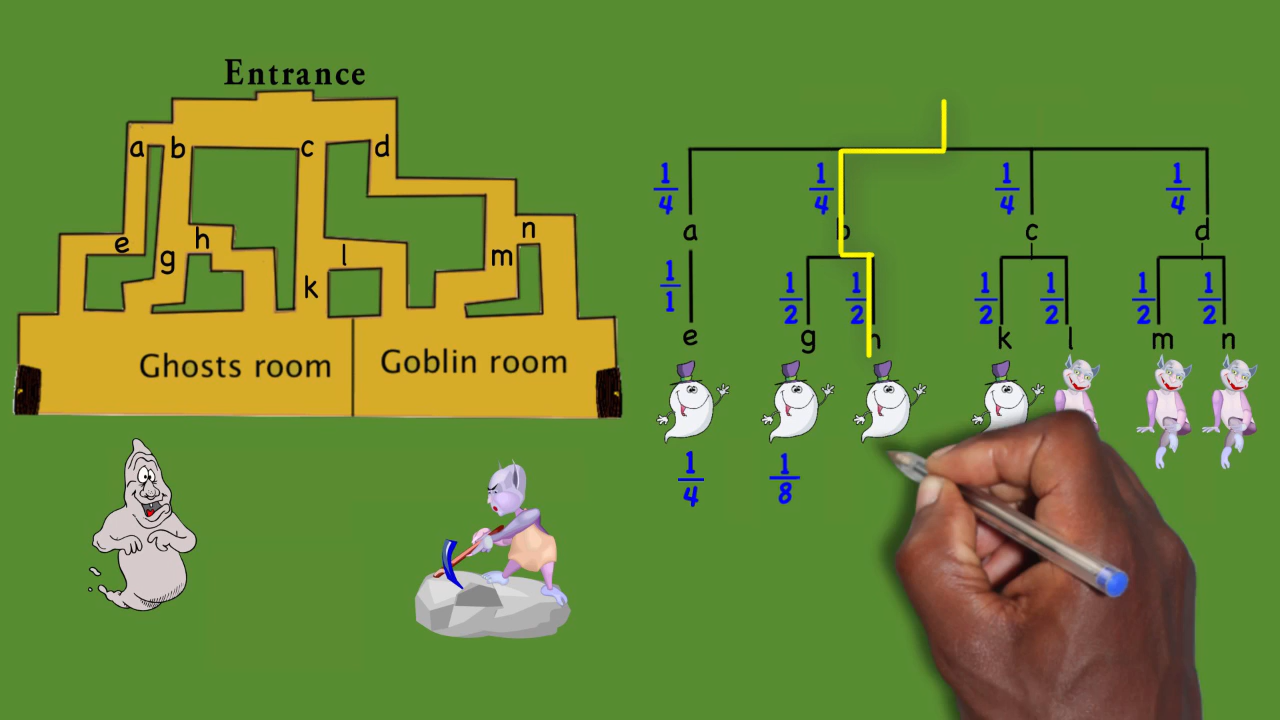 Entrance
a b c d
e g h l m n
k
Ghosts room Goblin room
1/4 1/4 1/4 1/4
a b c d
1/1 1/2 1/2 1/2 1/2 1/2 1/2
e g h k l m n
1/4 1/8